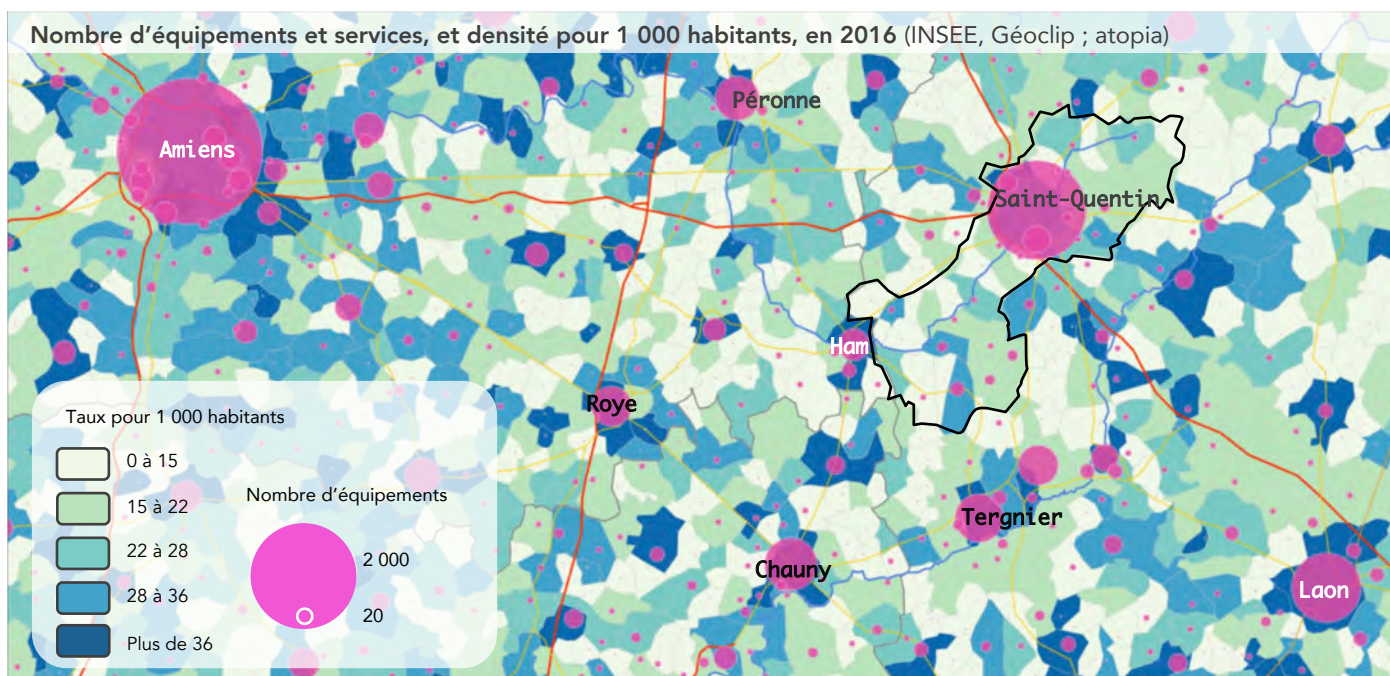 Nombre d’équipements et services, et densité pour 1 000 habitants, en 2016 (INSEE, Géoclip ; atopia)
Péronne
Amiens
Saint-Quentin
Ham
Roye
Taux pour 1 000 habitants
0 à 15
15 à 22
22 à 28
28 à 36
Plus de 36
Nombre d’équipements
2 000
20
Tergnier
Chauny
Laon